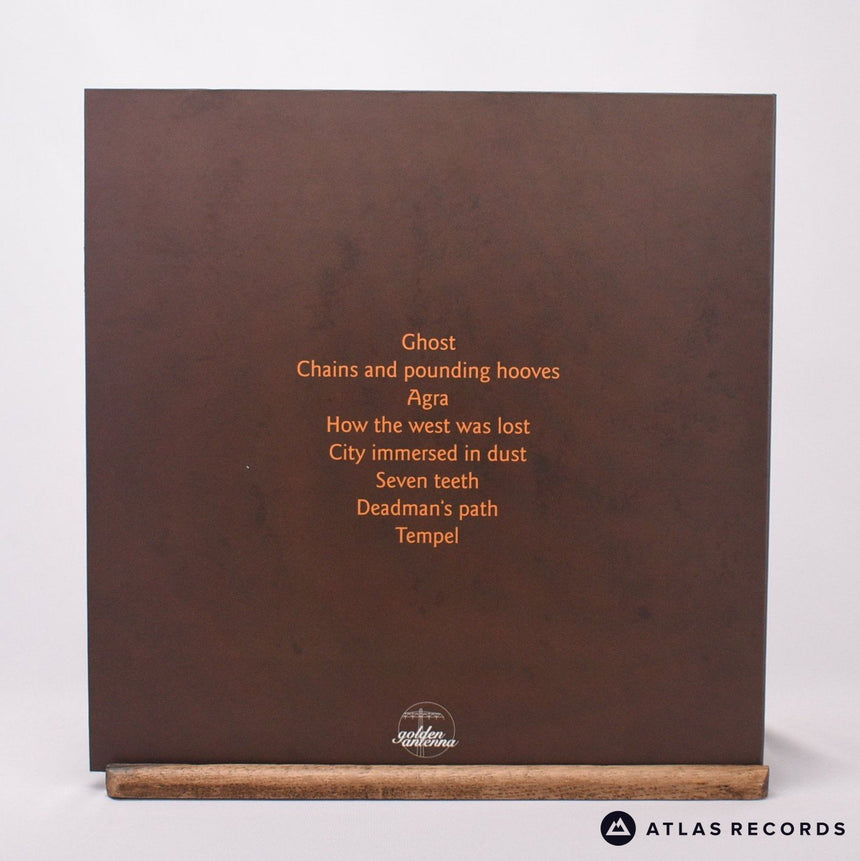 Ghost
Chains and pounding hooves
Agra
How the west was lost
City immersed in dust
Seven teeth
Deadman's path
Tempel
golden
antenna
ATLAS RECORDS